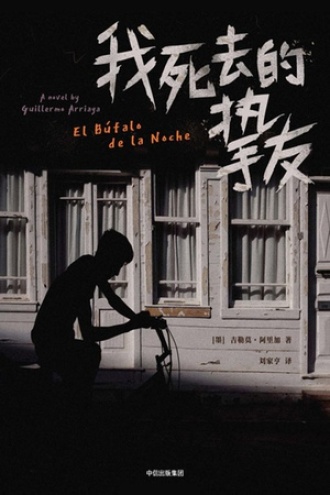 我死去的
挚友
A novel by
Guillermo Arriaga
El Búfalo
de la Noche
[墨] 吉勒莫·阿里加 著
刘家亨 译
中信出版集团